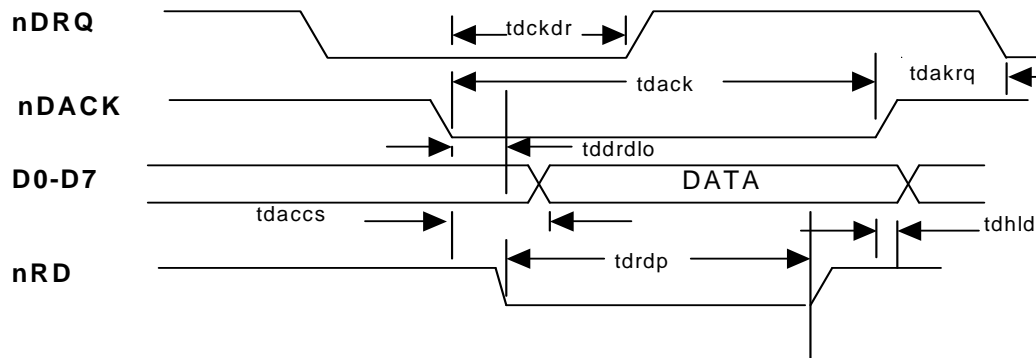 nDRQ
tdckdr
tdack
tdakrq
nDACK
tddrdlo
D0-D7
DATA
tdaccs
tdhld
nRD
tdrdp